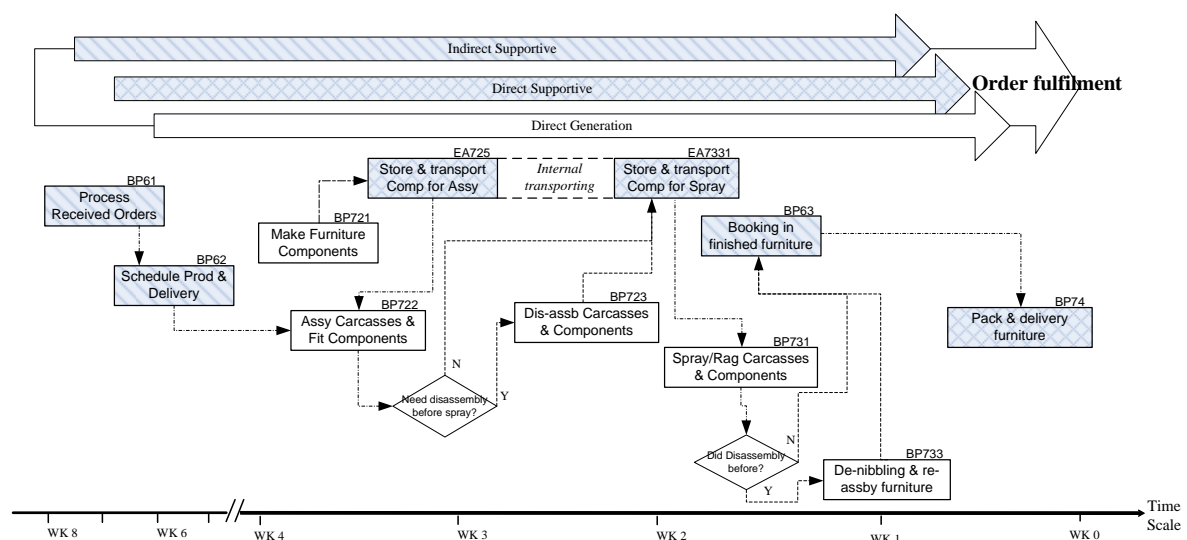 Indirect Supportive
Direct Supportive
Order fulfilment
Direct Generation
EA725
Store & transport
Comp for Assy
Internal
transporting
EA7331
Store & transport
Comp for Spray
BP61
Process
Received Orders
BP721
Make Furniture
Components
BP63
Booking in
finished furniture
BP62
Schedule Prod &
Delivery
BP722
Assy Carcasses &
Fit Components
BP723
Dis-assb Carcasses
& Components
BP74
Pack & delivery
furniture
BP731
Spray/Rag Carcasses
& Components
N
Need disassembly
before spray?
Y
N
Did Disassembly
before?
Y
BP733
De-nibbling & re-
assby furniture
Time
Scale
WK 8
WK 6
WK 4
WK 3
WK 2
WK 1
WK 0